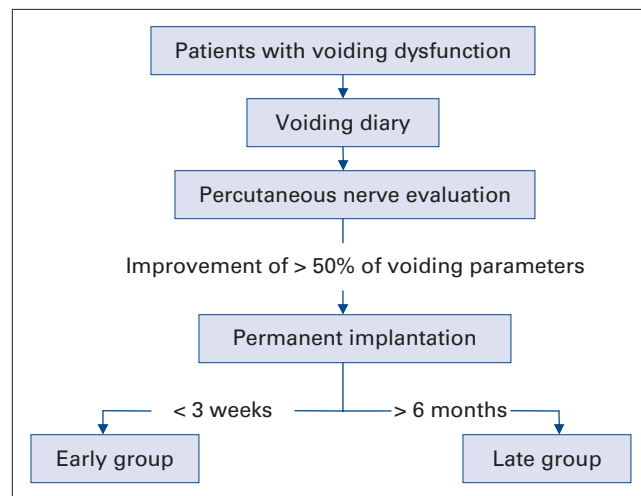 Patients with voiding dysfunction
Voiding diary
Percutaneous nerve evaluation
Improvement of > 50% of voiding parameters
Permanent implantation
< 3 weeks
> 6 months
Early group
Late group